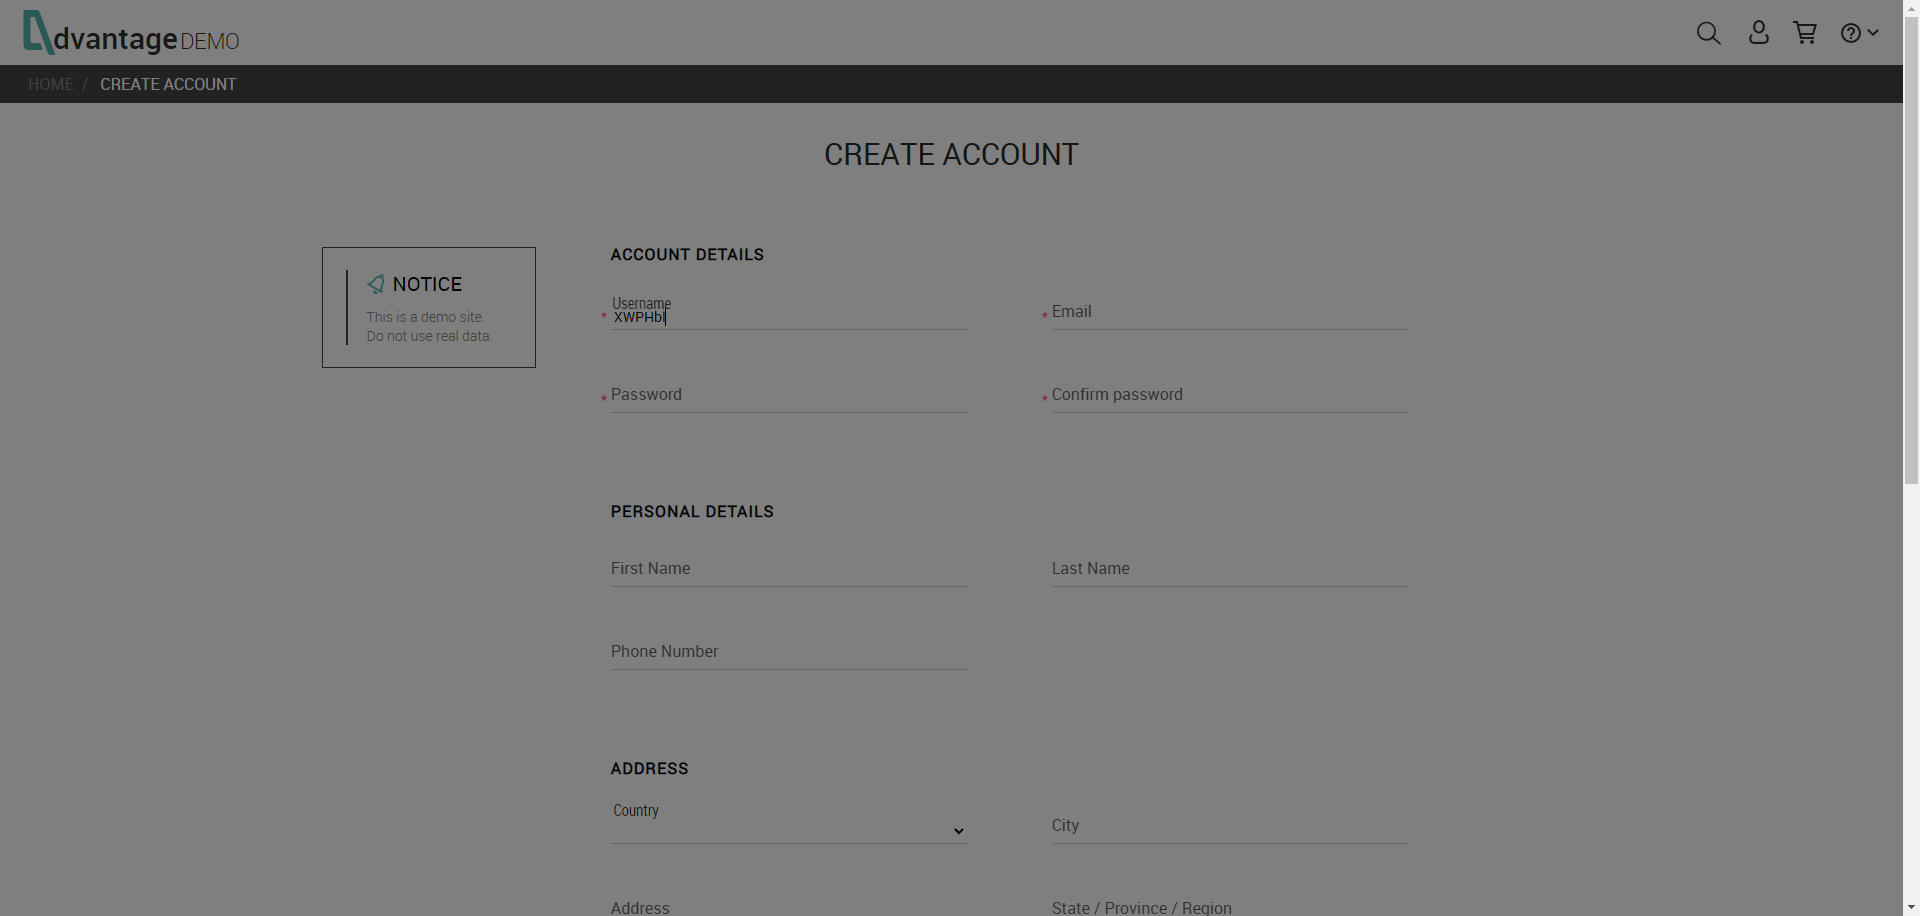 dvantage DEMO
HOME / CREATE ACCOUNT
CREATE ACCOUNT
NOTICE
This is a demo site.
Do not use real data.
ACCOUNT DETAILS
Username
* XWPHbl
* Email
* Password
* Confirm password
PERSONAL DETAILS
First Name
Last Name
Phone Number
ADDRESS
Country
City
Address
State / Province / Region